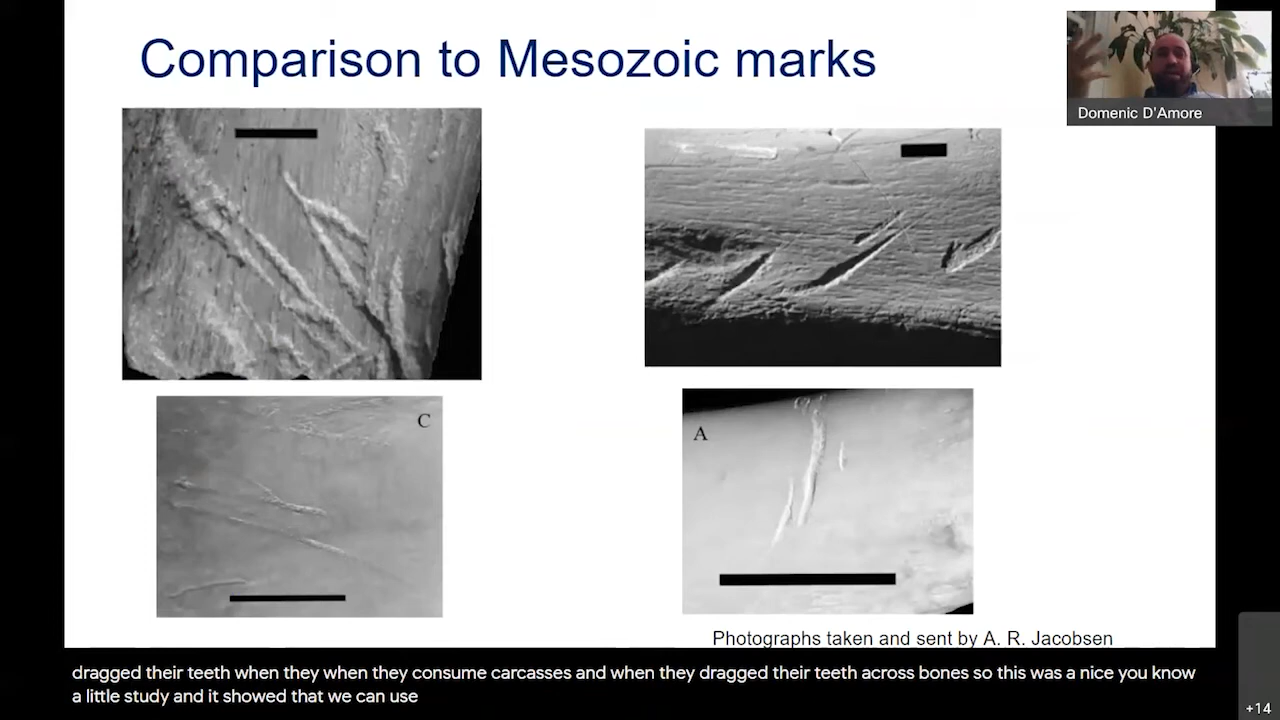 Comparison to Mesozoic marks
Domenic D'Amore
C
A
Photographs taken and sent by A. R. Jacobsen
dragged their teeth when they when they consume carcasses and when they dragged their teeth across bones so this was a nice you know
a little study and it showed that we can use
+14